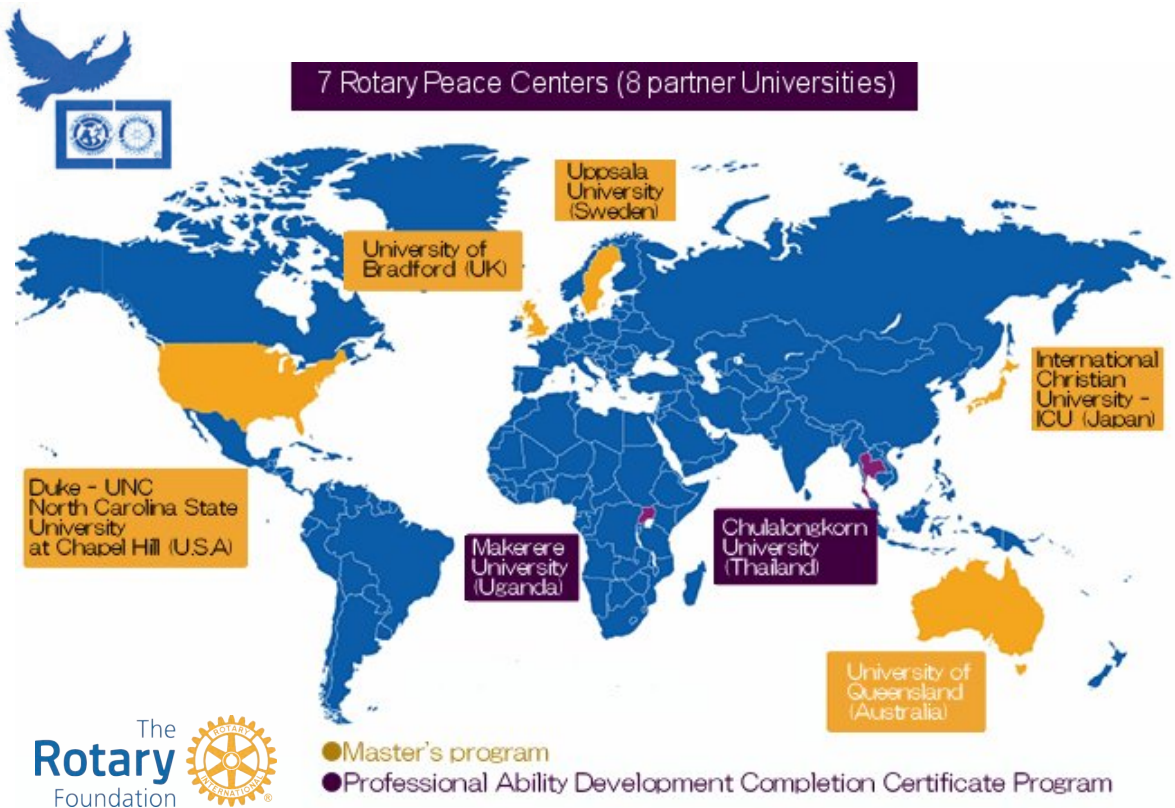 7 Rotary Peace Centers (8 partner Universities)
Uppsala
University
(Sweden)
University of
Bradford (UK)
International
Christian
University -
ICU (Japan)
Duke - UNC
North Carolina State
University
at Chapel Hill (U.S.A)
Makerere
University
(Uganda)
Chulalongkorn
University
(Thailand)
University of
Queensland
(Australia)
The
Rotary
Foundation
ROTARY
INTERNATIONAL
®
●Master's program
●Professional Ability Development Completion Certificate Program